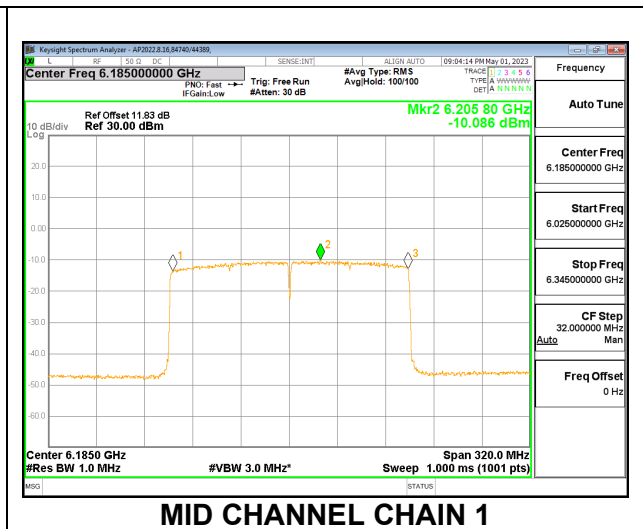 Keysight Spectrum Analyzer - AP2022.8.16,84740/44389,
LXI L RF 50 Ω DC SENSE:INT ALIGN AUTO 09:04:14 PM May 01, 2023
Center Freq 6.185000000 GHz
PNO: Fast
IFGain:Low
Trig: Free Run
#Atten: 30 dB
#Avg Type: RMS
Avg|Hold: 100/100
TRACE 1 2 3 4 5 6
TYPE A WWWWW
DET A N N N N N
Ref Offset 11.83 dB
Ref 30.00 dBm
10 dB/div
Log
Mkr2 6.205 80 GHz
-10.086 dBm
20.0
10.0
0.00
-10.0
-20.0
-30.0
-40.0
-50.0
-60.0
1
2
3
Center 6.1850 GHz
Span 320.0 MHz
#Res BW 1.0 MHz
#VBW 3.0 MHz*
Sweep 1.000 ms (1001 pts)
MSG
STATUS
Frequency
Auto Tune
Center Freq
6.185000000 GHz
Start Freq
6.025000000 GHz
Stop Freq
6.345000000 GHz
CF Step
32.000000 MHz
Auto Man
Freq Offset
0 Hz
MID CHANNEL CHAIN 1